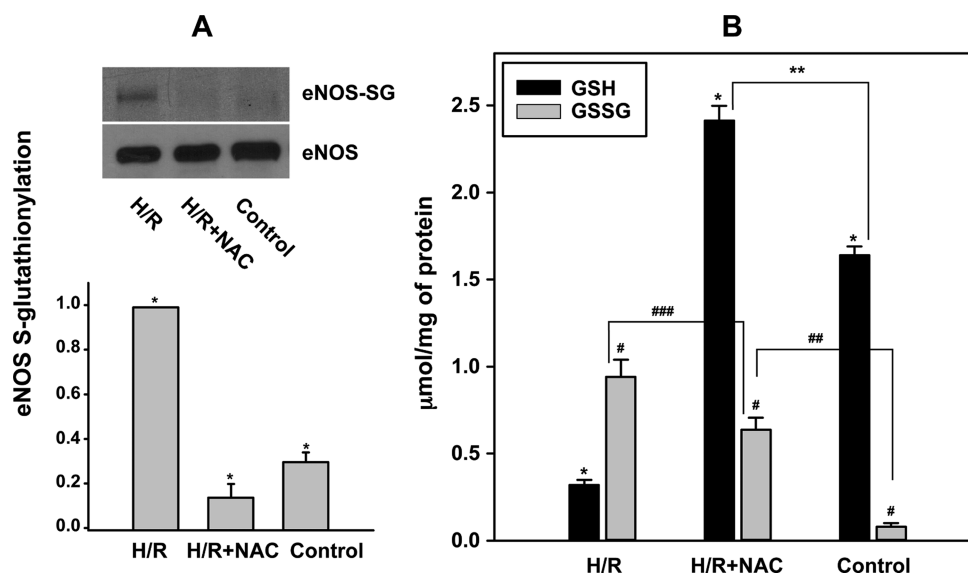 A
eNOS-SG
eNOS
H/R
H/R+NAC
Control
eNOS S-glutathionylation
1.0
0.8
0.6
0.4
0.2
0.0
*
*
*
H/R
H/R+NAC
Control
B
GSH
GSSG
μmol/mg of protein
2.5
2.0
1.5
1.0
0.5
0.0
**
*
*
###
##
#
#
*
#
H/R
H/R+NAC
Control